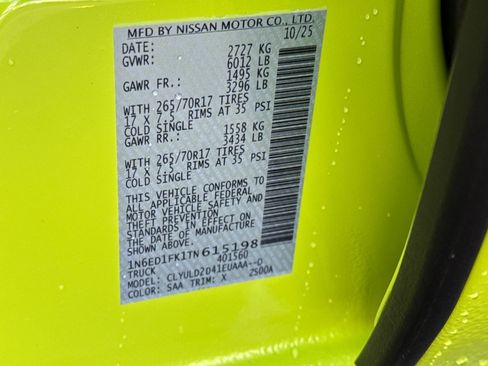 MFD BY NISSAN MOTOR CO., LTD.
DATE: 10/25
GVWR: 2727 KG
6012 LB
GAWR FR.: 1495 KG
3296 LB
WITH 265/70R17 TIRES
17 X 7.5 RIMS AT 35 PSI
COLD SINGLE
GAWR RR.: 1558 KG
3434 LB
WITH 265/70R17 TIRES
17 X 7.5 RIMS AT 35 PSI
COLD SINGLE
THIS VEHICLE CONFORMS TO
ALL APPLICABLE FEDERAL
MOTOR VEHICLE SAFETY AND
THEFT PREVENTION
STANDARDS IN EFFECT ON
THE DATE OF MANUFACTURE
1N6ED1FK1TN615198
TRUCK 401560
MODEL: CLYULDZ041EUAAA--D
COLOR: SAA TRIM: X 2500A